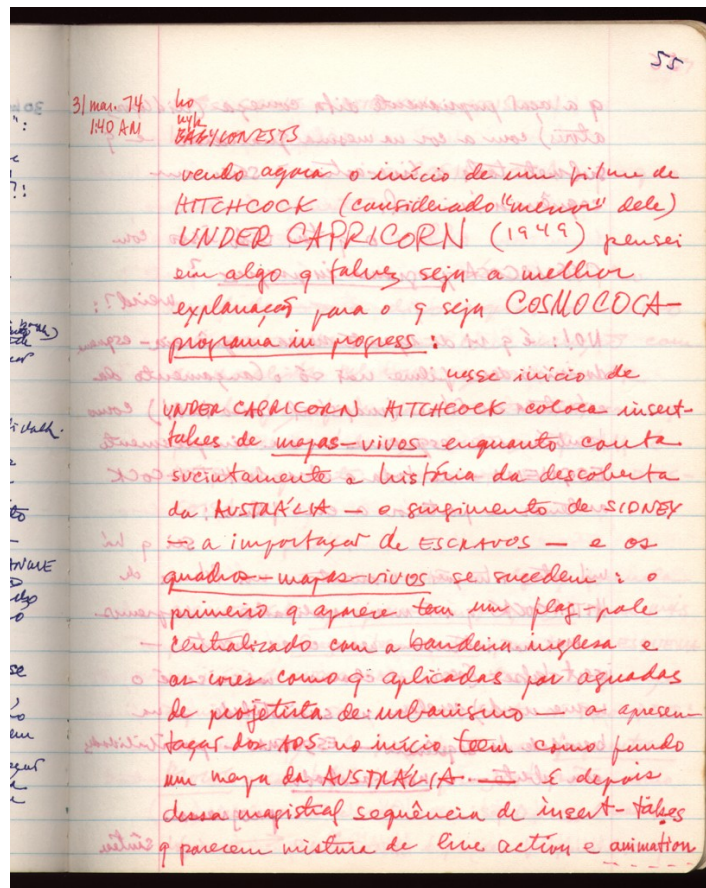 55
31 mar. 74
1:40 AM
ho
nyk
BABYLONESTS
vendo agora o início de um filme de
HITCHCOCK (considerado "menor" dele)
UNDER CAPRICORN (1949) pensei
em algo q talvez seja a melhor
explanaçaõ para o q seja COSMOCOCA—
programa in progress:
nesse início de
UNDER CAPRICORN HITCHCOCK coloca insert-
takes de mapas-vivos enquanto conta
sucintamente a história da descoberta
da AUSTRÁLIA — o surgimento de SIDNEY
— a importaçaõ de ESCRAVOS — e os
quadros-mapas-vivos se sucedem: o
primeiro q aparece tem um flag-pole
centralizado com a bandeira inglesa e
as cores como q aplicadas por aguadas
de projetista de urbanismo — a apresen-
taçaõ dos no início teem como fundo
um mapa da AUSTRÁLIA — E depois
dessa magistral sequência de insert-takes
q parecem mistura de live action e animation